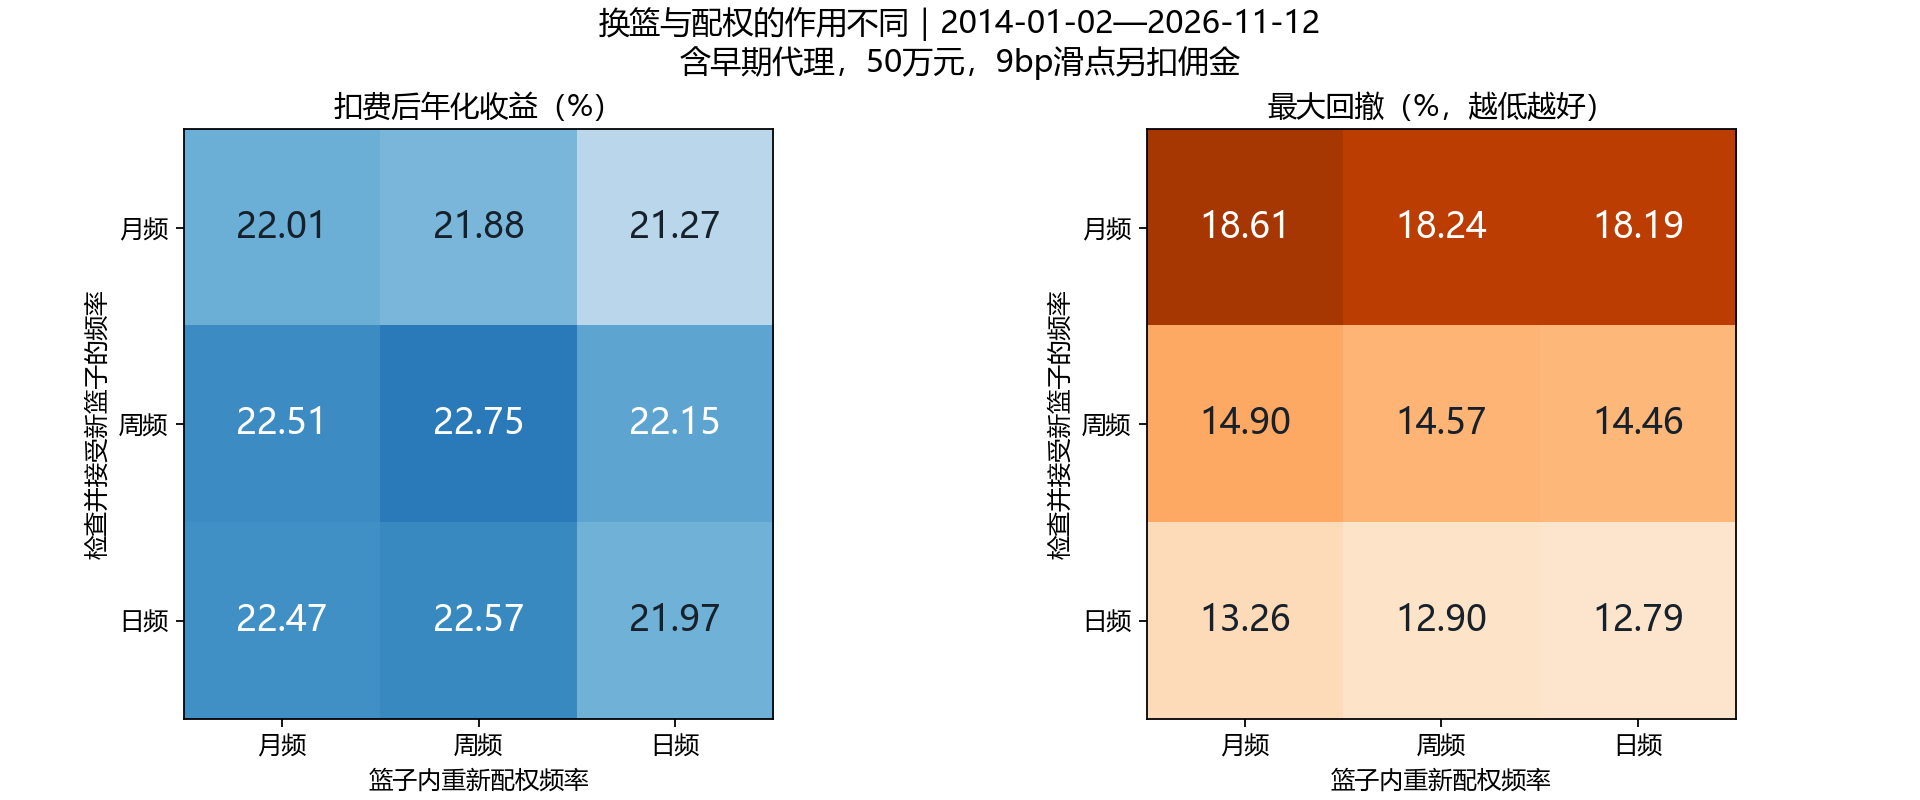 换篮与配权的作用不同｜2014-01-02—2026-11-12
含早期代理，50万元，9bp滑点另扣佣金
扣费后年化收益（%）
检查并接受新篮子的频率
月频
22.01
21.88
21.27
周频
22.51
22.75
22.15
日频
22.47
22.57
21.97
月频
周频
日频
篮子内重新配权频率
最大回撤（%，越低越好）
检查并接受新篮子的频率
月频
18.61
18.24
18.19
周频
14.90
14.57
14.46
日频
13.26
12.90
12.79
月频
周频
日频
篮子内重新配权频率